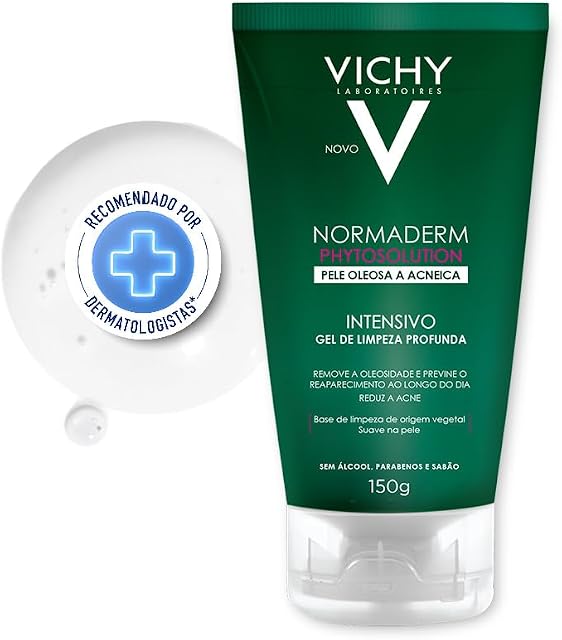 RECOMENDADO POR
DERMATOLOGISTAS*
VICHY
LABORATOIRES
V
NOVO
NORMADERM
PHYTOSOLUTION
PELE OLEOSA A ACNEICA
INTENSIVO
GEL DE LIMPEZA PROFUNDA
REMOVE A OLEOSIDADE E PREVINE O
REAPARECIMENTO AO LONGO DO DIA
REDUZ A ACNE
Base de limpeza de origem vegetal
Suave na pele
SEM ÁLCOOL, PARABENOS E SABÃO
150g